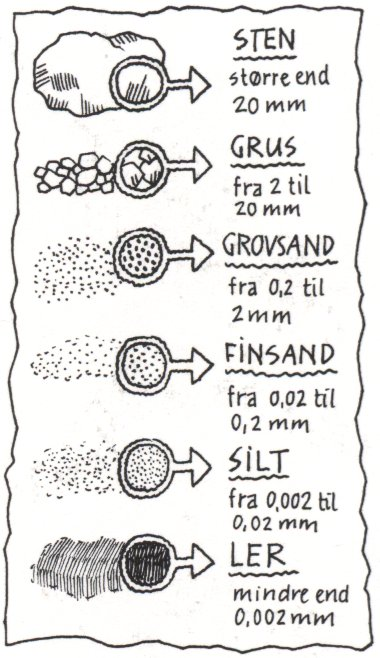 STEN
større end
20 mm
GRUS
fra 2 til
20 mm
GROVSAND
fra 0,2 til
2 mm
FINSAND
fra 0,02 til
0,2 mm
SILT
fra 0,002 til
0,02 mm
LER
mindre end
0,002 mm